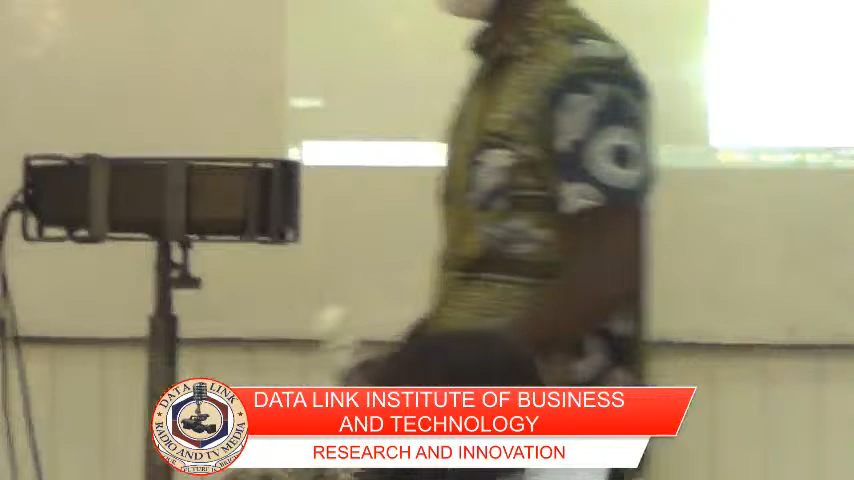 DATA LINK INSTITUTE OF BUSINESS
AND TECHNOLOGY
RESEARCH AND INNOVATION
DATA LINK
RADIO AND TV MEDIA